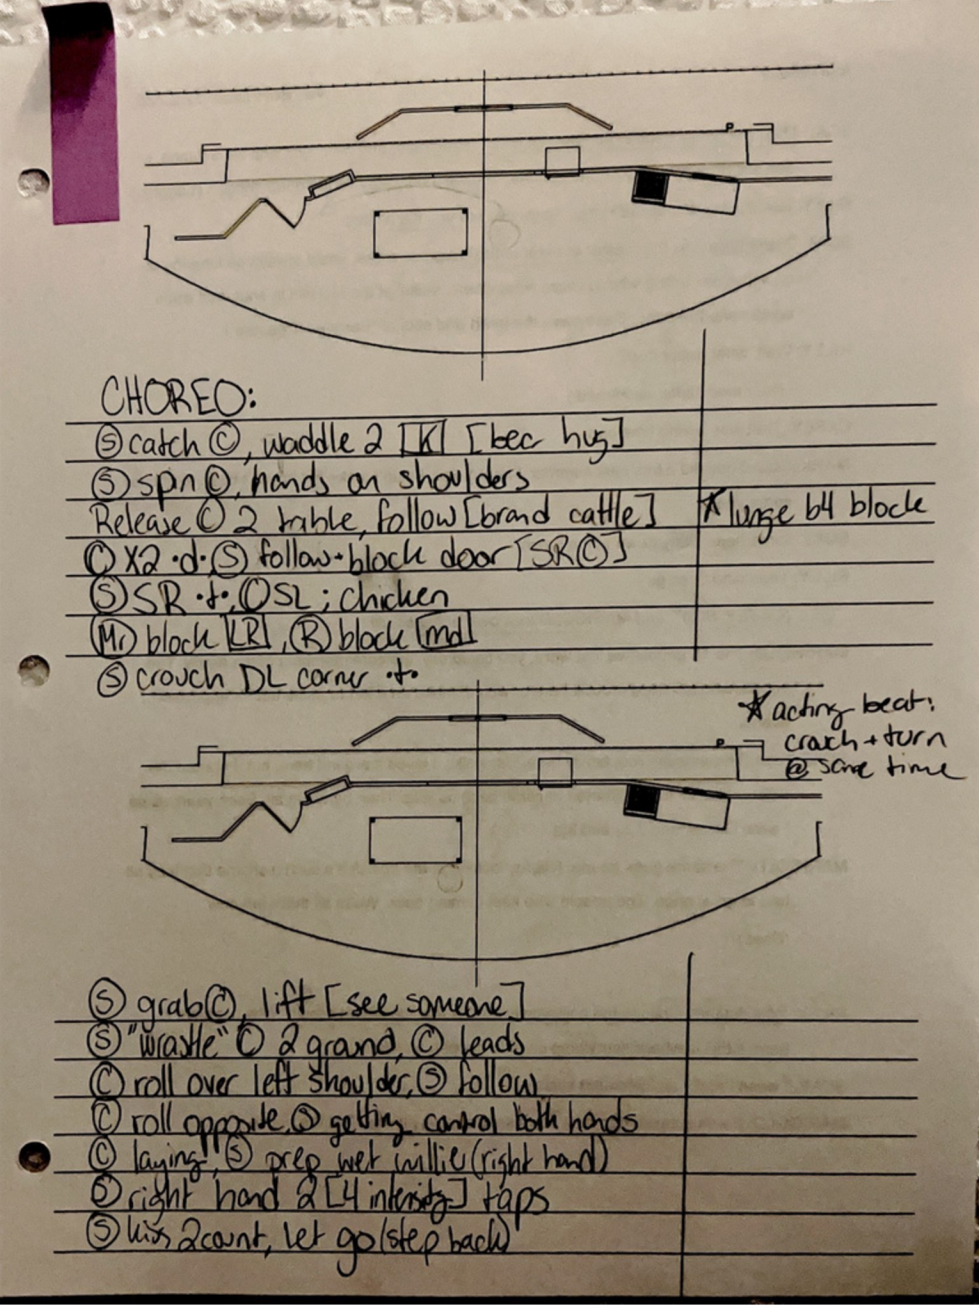 CHOREO:
Ⓢ catch Ⓒ, waddle 2 [K] [bec hug]
Ⓢ spin Ⓒ, hands on shoulders
Release Ⓒ 2 table, follow [brand cattle]
☆ lunge b4 block
Ⓒ X2 ·d· Ⓢ follow + block door [SR Ⓒ]
Ⓢ SR ·t·, Ⓒ SL; chicken
Ⓜr block [LR], Ⓡ block [md]
Ⓢ crouch DL corner ·t·
☆ acting beat:
crouch + turn
@ same time
Ⓢ grab Ⓒ, lift [see someone]
Ⓢ "wrastle" Ⓒ 2 ground, Ⓒ leads
Ⓒ roll over left shoulder, Ⓢ follow
Ⓒ roll opposite, Ⓢ getting control both hands
Ⓒ laying, Ⓢ prep wet willie (right hand)
Ⓢ right hand 2 [4 intensity] taps
Ⓢ kiss 2 count, let go (step back)